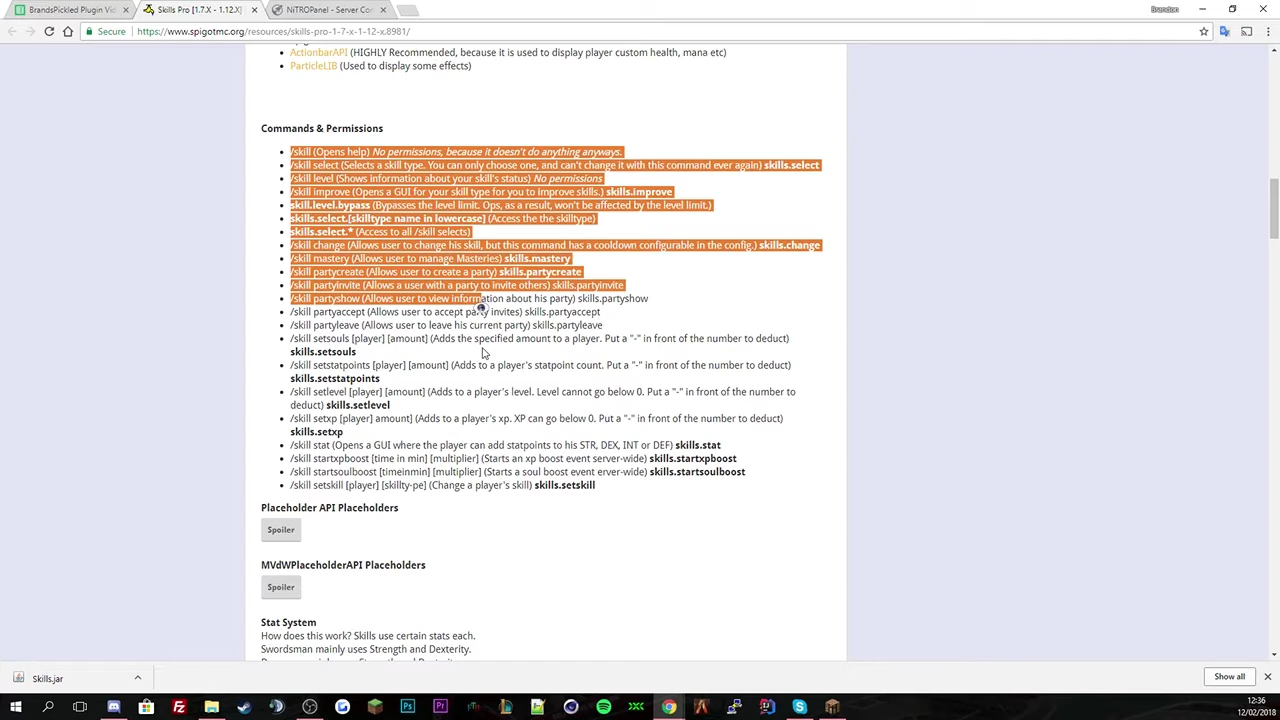 BrandsPickled Plugin Vid
Skills Pro [1.7.X - 1.12.X]
NiTROPanel - Server Con
Brandon
Secure
https://www.spigotmc.org/resources/skills-pro-1-7-x-1-12-x.8981/
ActionbarAPI (HIGHLY Recommended, because it is used to display player custom health, mana etc)
ParticleLIB (Used to display some effects)
Commands & Permissions
/skill (Opens help) No permissions, because it doesn't do anything anyways.
/skill select (Selects a skill type. You can only choose one, and can't change it with this command ever again) skills.select
/skill level (Shows information about your skill's status) No permissions
/skill improve (Opens a GUI for your skill type for you to improve skills.) skills.improve
skill.level.bypass (Bypasses the level limit. Ops, as a result, won't be affected by the level limit.)
skills.select.[skilltype name in lowercase] (Access the the skilltype)
skills.select.* (Access to all /skill selects)
/skill change (Allows user to change his skill, but this command has a cooldown configurable in the config.) skills.change
/skill mastery (Allows user to manage Masteries) skills.mastery
/skill partycreate (Allows user to create a party) skills.partycreate
/skill partyinvite (Allows a user with a party to invite others) skills.partyinvite
/skill partyshow (Allows user to view information about his party) skills.partyshow
/skill partyaccept (Allows user to accept party invites) skills.partyaccept
/skill partyleave (Allows user to leave his current party) skills.partyleave
/skill setsouls [player] [amount] (Adds the specified amount to a player. Put a "-" in front of the number to deduct)
skills.setsouls
/skill setstatpoints [player] [amount] (Adds to a player's statpoint count. Put a "-" in front of the number to deduct)
skills.setstatpoints
/skill setlevel [player] [amount] (Adds to a player's level. Level cannot go below 0. Put a "-" in front of the number to
deduct) skills.setlevel
/skill setxp [player] amount] (Adds to a player's xp. XP can go below 0. Put a "-" in front of the number to deduct)
skills.setxp
/skill stat (Opens a GUI where the player can add statpoints to his STR, DEX, INT or DEF) skills.stat
/skill startxpboost [time in min] [multiplier] (Starts an xp boost event server-wide) skills.startxpboost
/skill startsoulboost [timeinmin] [multiplier] (Starts a soul boost event erver-wide) skills.startsoulboost
/skill setskill [player] [skillty-pe] (Change a player's skill) skills.setskill
Placeholder API Placeholders
Spoiler
MVdWPlaceholderAPI Placeholders
Spoiler
Stat System
How does this work? Skills use certain stats each.
Swordsman mainly uses Strength and Dexterity.
Skills.jar
Show all
12:36
12/02/2018